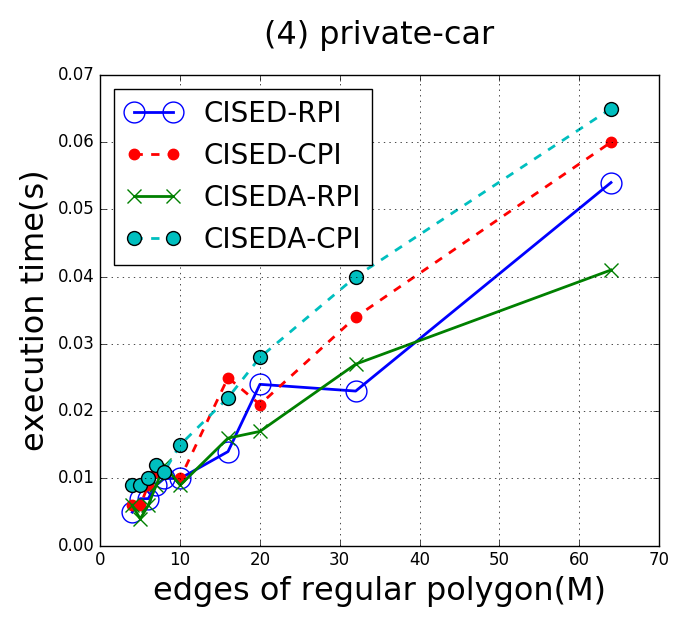 (4) private-car
0.07
0.06
0.05
0.04
0.03
0.02
0.01
0.00
execution time(s)
CISED-RPI
CISED-CPI
CISEDA-RPI
CISEDA-CPI
0 10 20 30 40 50 60 70
edges of regular polygon(M)